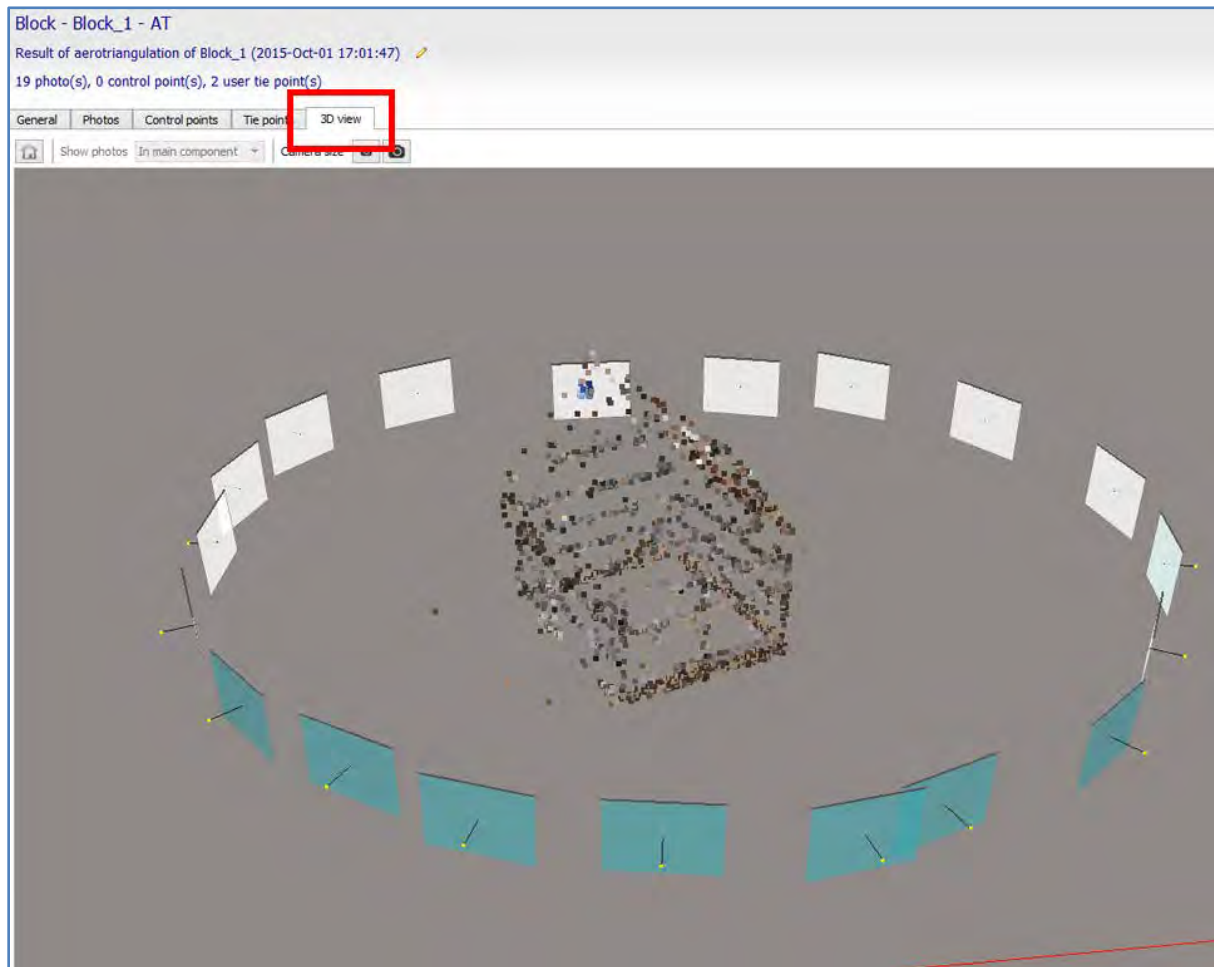 Block - Block_1 - AT
Result of aerotriangulation of Block_1 (2015-Oct-01 17:01:47)
19 photo(s), 0 control point(s), 2 user tie point(s)
General Photos Control points Tie point 3D view
Show photos In main component Camera size